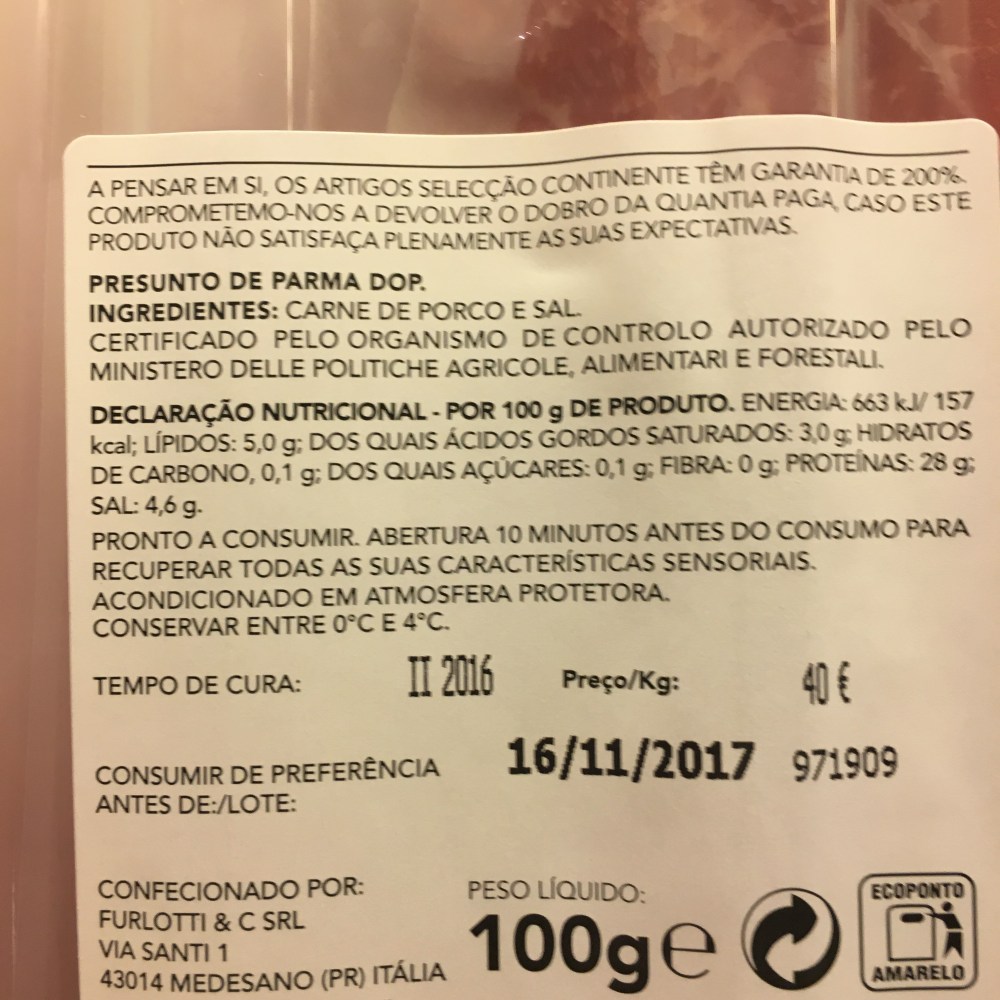 A PENSAR EM SI, OS ARTIGOS SELECÇÃO CONTINENTE TÊM GARANTIA DE 200%.
COMPROMETEMO-NOS A DEVOLVER O DOBRO DA QUANTIA PAGA, CASO ESTE
PRODUTO NÃO SATISFAÇA PLENAMENTE AS SUAS EXPECTATIVAS.
PRESUNTO DE PARMA DOP.
INGREDIENTES: CARNE DE PORCO E SAL.
CERTIFICADO PELO ORGANISMO DE CONTROLO AUTORIZADO PELO
MINISTERO DELLE POLITICHE AGRICOLE, ALIMENTARI E FORESTALI.
DECLARAÇÃO NUTRICIONAL - POR 100 g DE PRODUTO. ENERGIA: 663 kJ/ 157
kcal; LÍPIDOS: 5,0 g; DOS QUAIS ÁCIDOS GORDOS SATURADOS: 3,0 g; HIDRATOS
DE CARBONO, 0,1 g; DOS QUAIS AÇÚCARES: 0,1 g; FIBRA: 0 g; PROTEÍNAS: 28 g;
SAL: 4,6 g.
PRONTO A CONSUMIR. ABERTURA 10 MINUTOS ANTES DO CONSUMO PARA
RECUPERAR TODAS AS SUAS CARACTERÍSTICAS SENSORIAIS.
ACONDICIONADO EM ATMOSFERA PROTETORA.
CONSERVAR ENTRE 0°C E 4°C.
TEMPO DE CURA: II 2016 Preço/Kg: 40 €
CONSUMIR DE PREFERÊNCIA 16/11/2017 971909
ANTES DE:/LOTE:
CONFECIONADO POR:
FURLOTTI & C SRL
VIA SANTI 1
43014 MEDESANO (PR) ITÁLIA
PESO LÍQUIDO:
100g e
ECOPONTO
AMARELO